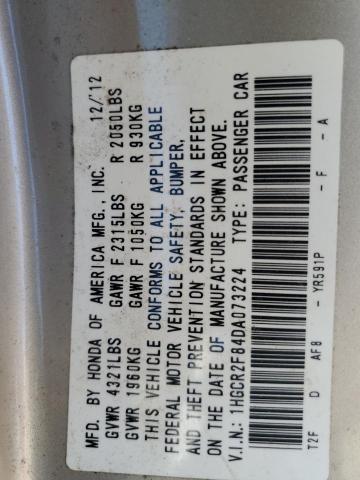 MFD. BY HONDA OF AMERICA MFG., INC. 12/'12
GVWR 4321LBS GAWR F 2315LBS R 2050LBS
GVWR 1960KG GAWR F 1050KG R 930KG
THIS VEHICLE CONFORMS TO ALL APPLICABLE
FEDERAL MOTOR VEHICLE SAFETY, BUMPER,
AND THEFT PREVENTION STANDARDS IN EFFECT
ON THE DATE OF MANUFACTURE SHOWN ABOVE.
V.I.N.: 1HGCR2F84DA073224 TYPE: PASSENGER CAR
T2F D AF8 - YR591P - F - A